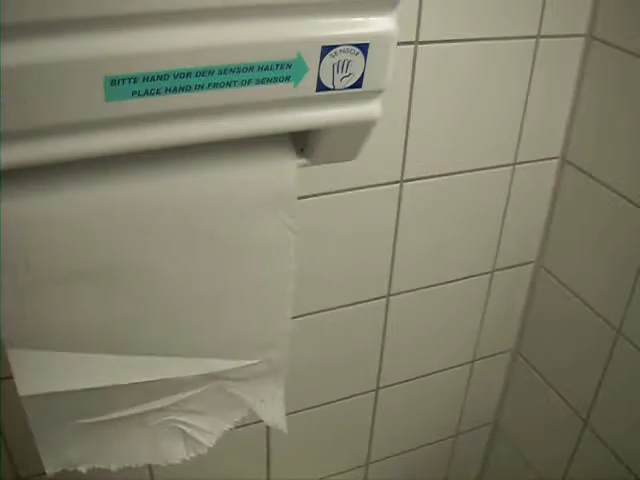 BITTE HAND VOR DEN SENSOR HALTEN
PLACE HAND IN FRONT OF SENSOR
SENSOR